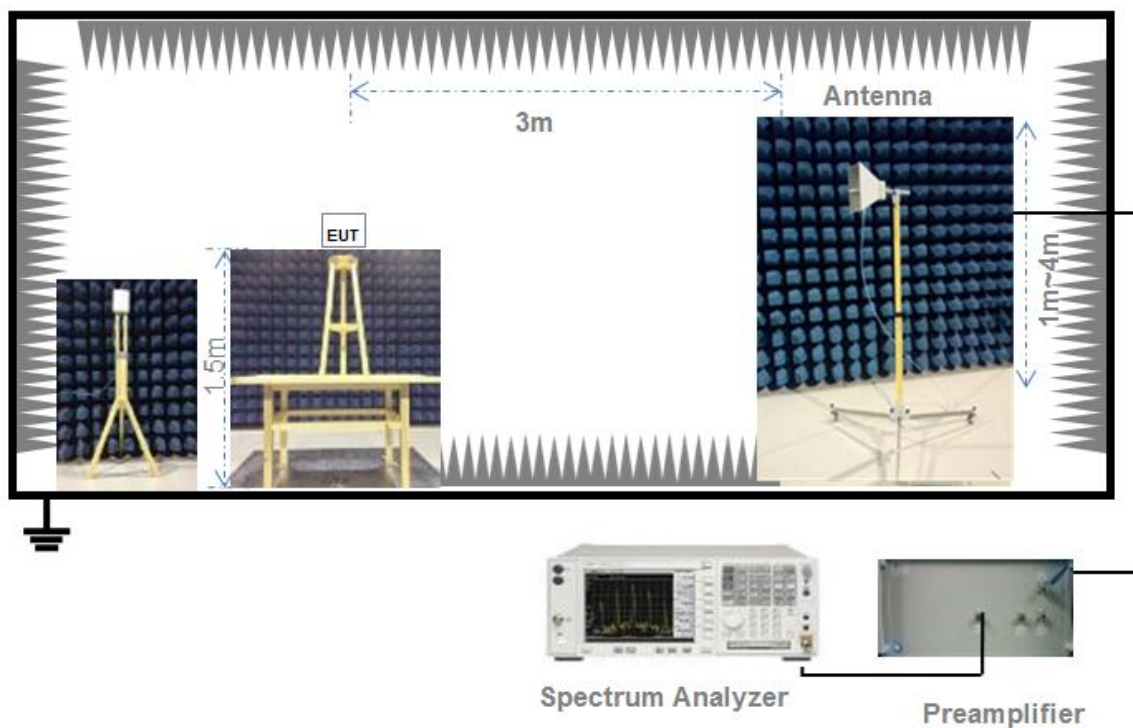 Antenna
3m
EUT
1.5m
1m~4m
Spectrum Analyzer
Preamplifier